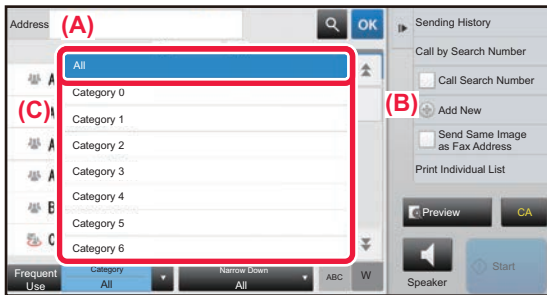 Address
(A)
OK
All
Category 0
Category 1
Category 2
Category 3
Category 4
Category 5
Category 6
(C)
A
A
A
B
C
(B)
Sending History
Call by Search Number
Call Search Number
Add New
Send Same Image
as Fax Address
Print Individual List
Preview
CA
Speaker
Start
Frequent
Use
Category
All
Narrow Down
All
ABC
W